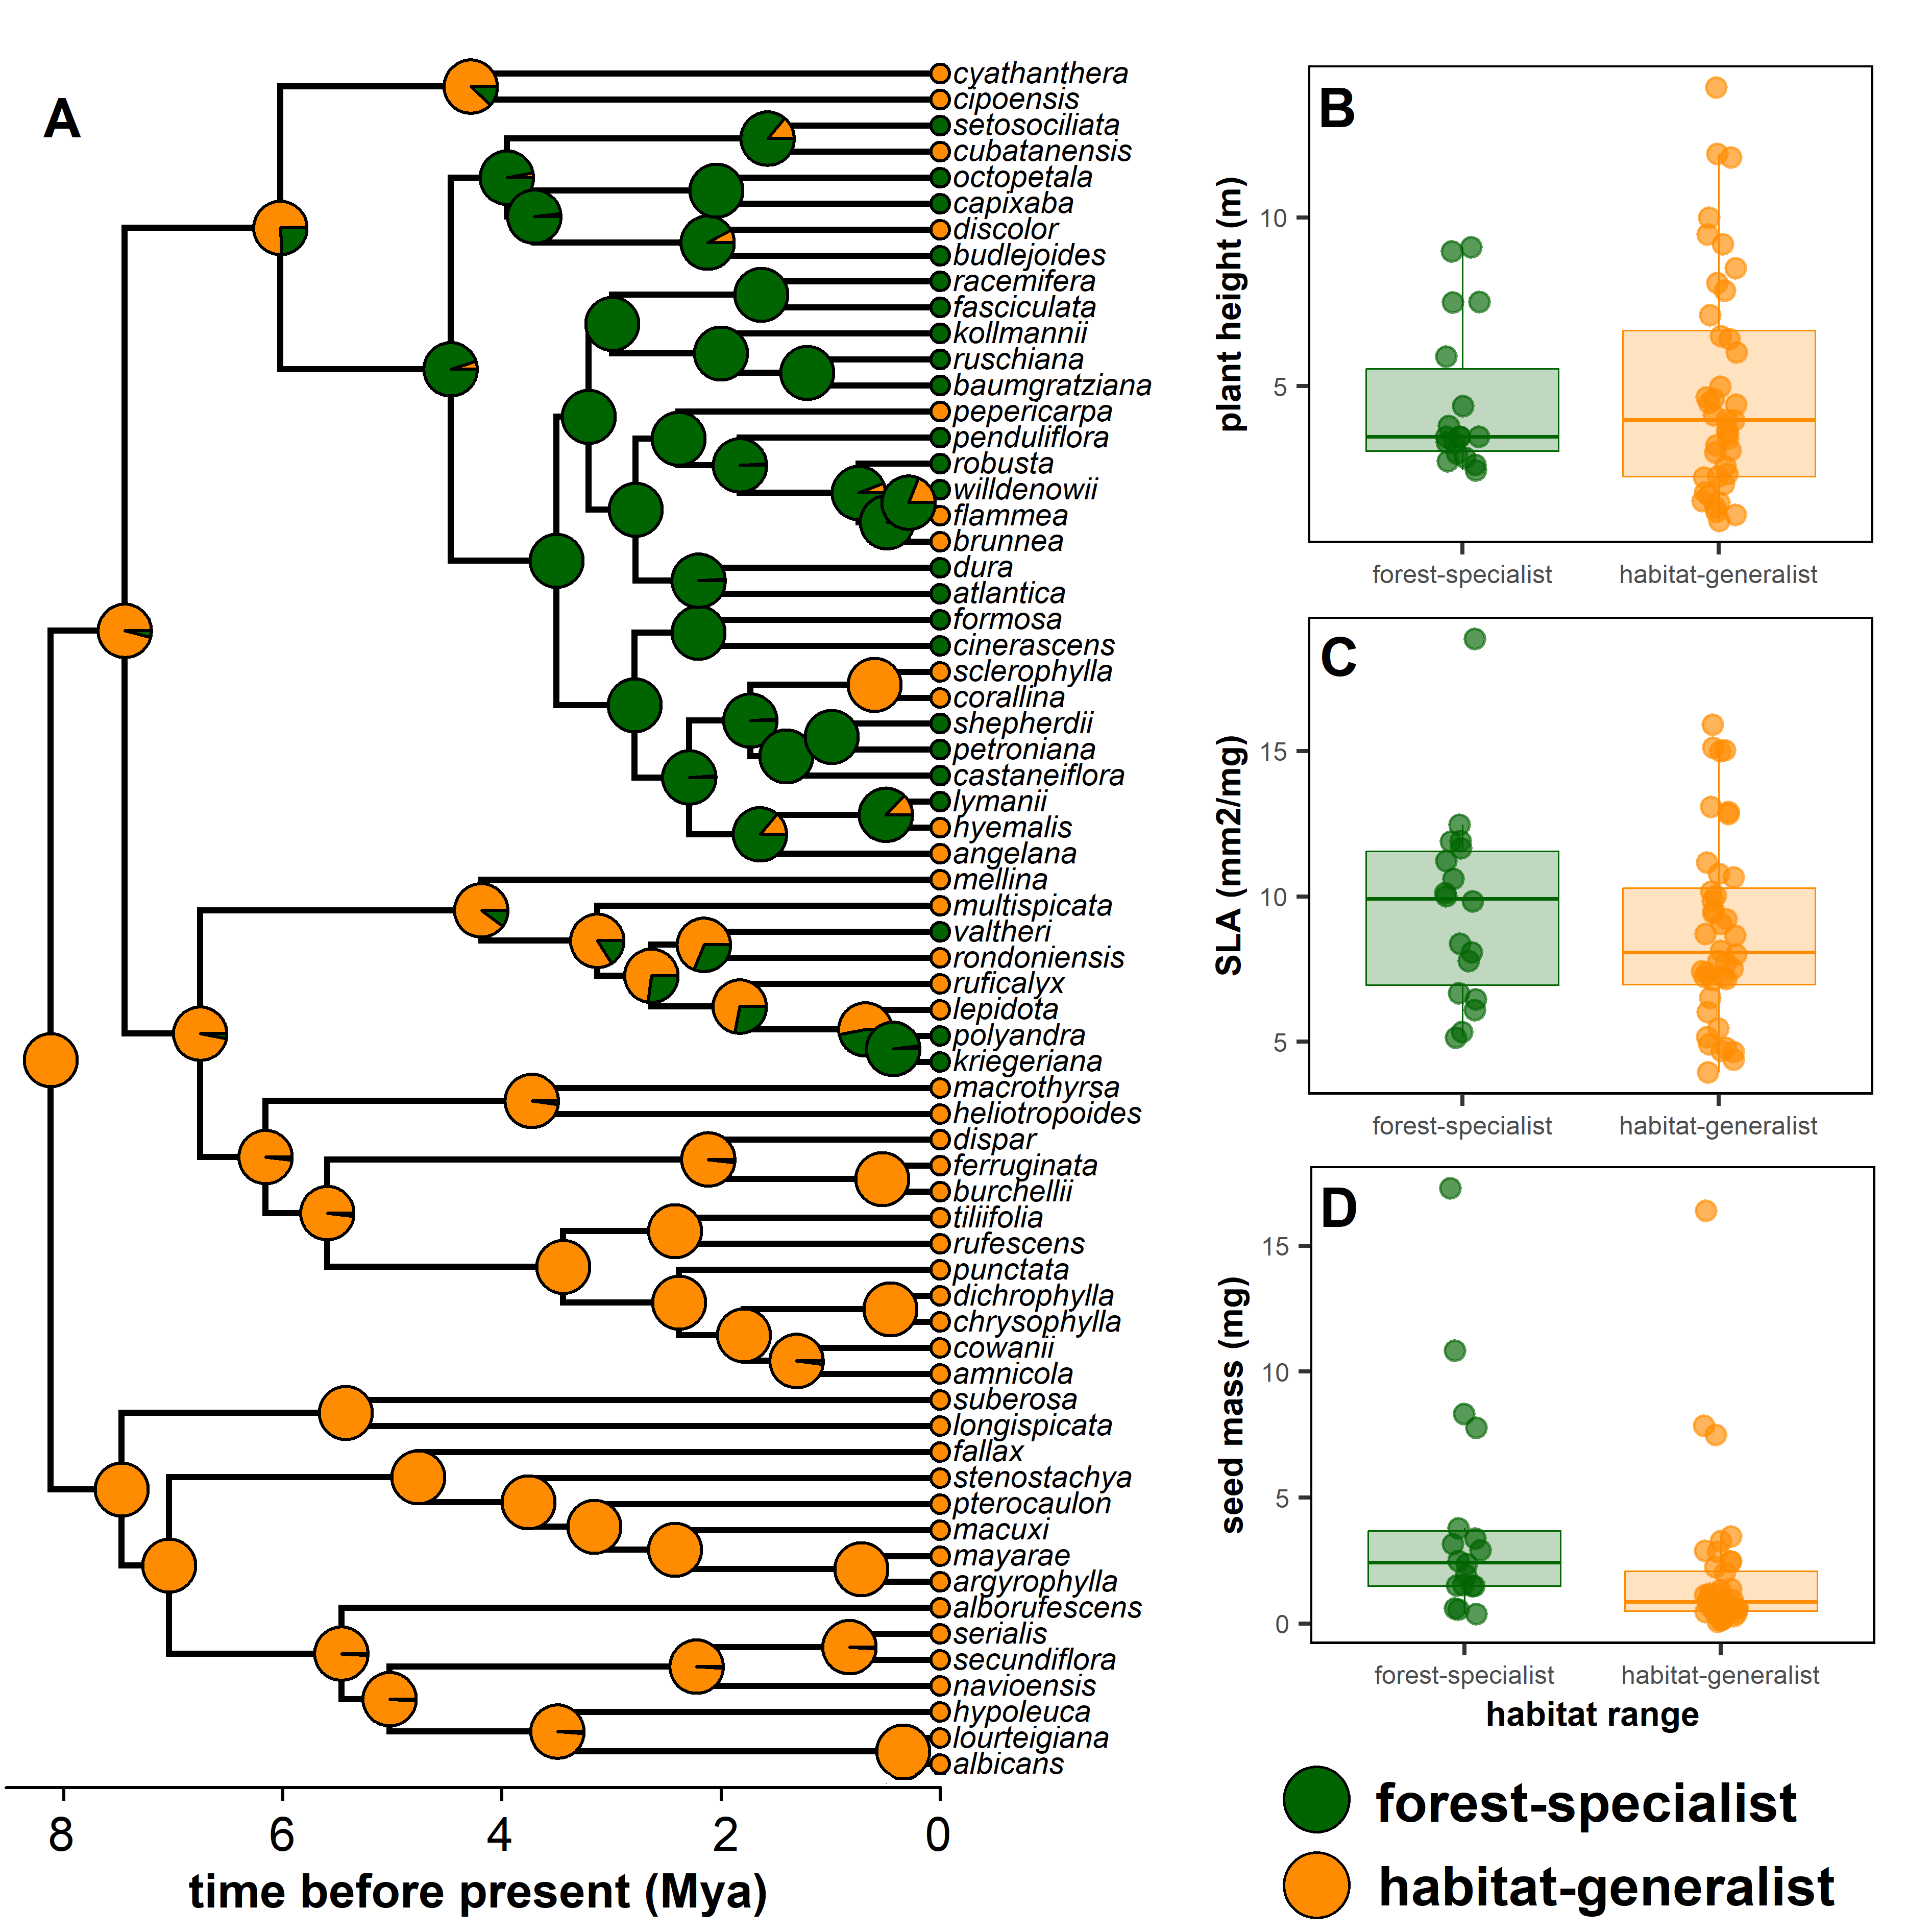 A
cyathanthera
cipoensis
setosociliata
cubatanensis
octopetala
capixaba
discolor
budlejoides
racemifera
fasciculata
kollmannii
ruschiana
baumgratziana
pepericarpa
penduliflora
robusta
willdenowii
flammea
brunnea
dura
atlantica
formosa
cinerascens
sclerophylla
corallina
shepherdii
petroniana
castaneiflora
lymanii
hyemalis
angelana
mellina
multispicata
valtheri
rondoniensis
ruficalyx
lepidota
polyandra
kriegeriana
macrothyrsa
heliotropoides
dispar
ferruginata
burchellii
tiliifolia
rufescens
punctata
dichrophylla
chrysophylla
cowanii
amnicola
suberosa
longispicata
fallax
stenostachya
pterocaulon
macuxi
mayarae
argyrophylla
alborufescens
serialis
secundiflora
navioensis
hypoleuca
lourteigiana
albicans
8 6 4 2 0
time before present (Mya)
B
plant height (m)
10
5
forest-specialist habitat-generalist
C
SLA (mm2/mg)
15
10
5
forest-specialist habitat-generalist
D
seed mass (mg)
15
10
5
0
forest-specialist habitat-generalist
habitat range
forest-specialist
habitat-generalist